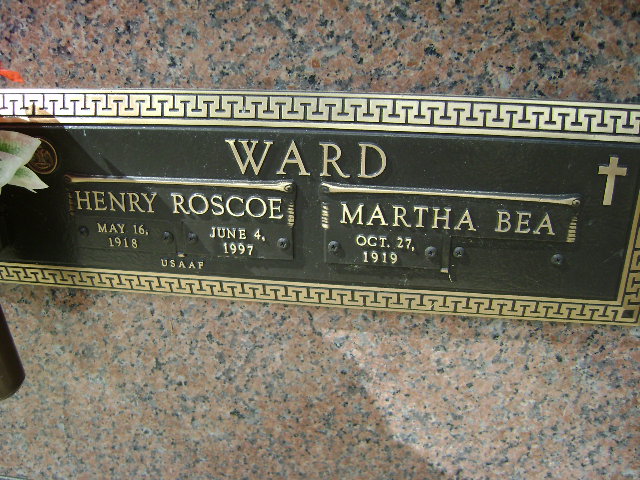 WARD
HENRY ROSCOE
MAY 16,
1918
JUNE 4,
1997
USAAF
MARTHA BEA
OCT. 27,
1919